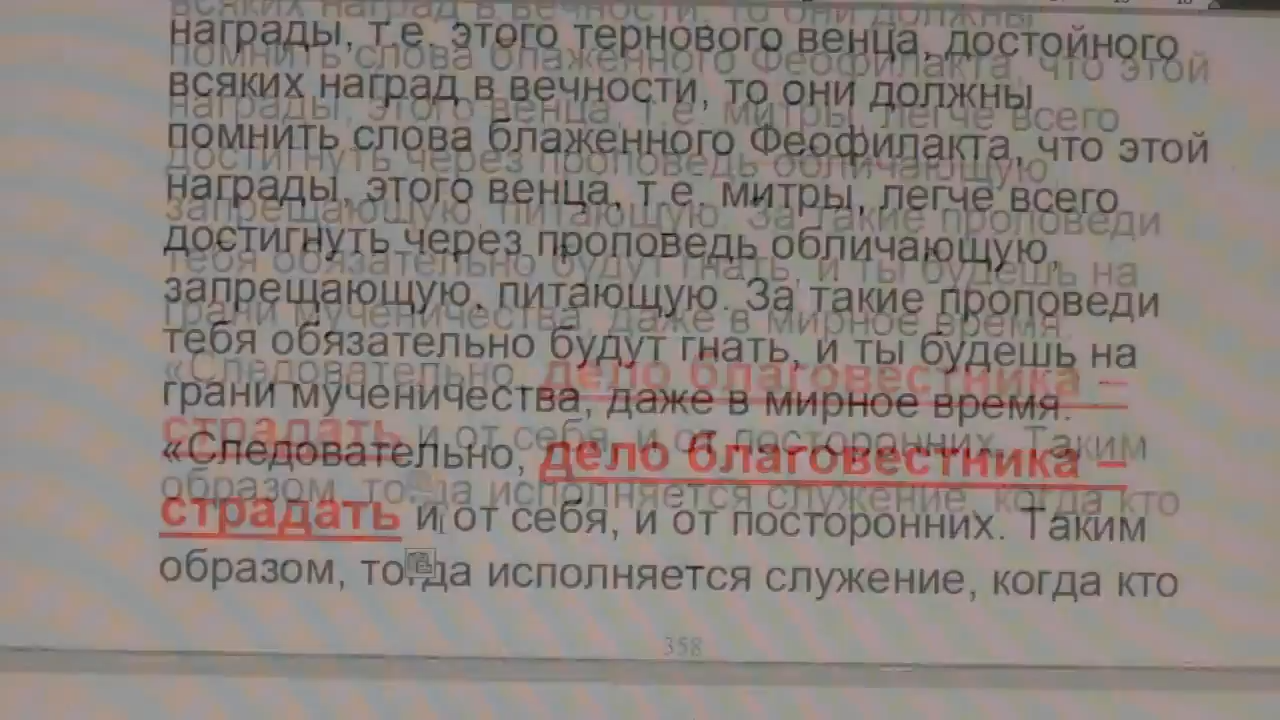 награды, т.е. этого тернового венца, достойного
всяких наград в вечности, то они должны
помнить слова блаженного Феофилакта, что этой
награды, этого венца, т.е. митры, легче всего
достигнуть через проповедь обличающую,
запрещающую, питающую. За такие проповеди
тебя обязательно будут гнать, и ты будешь на
грани мученичества, даже в мирное время.
«Следовательно, дело благовестника –
страдать и от себя, и от посторонних. Таким
образом, тогда исполняется служение, когда кто
358